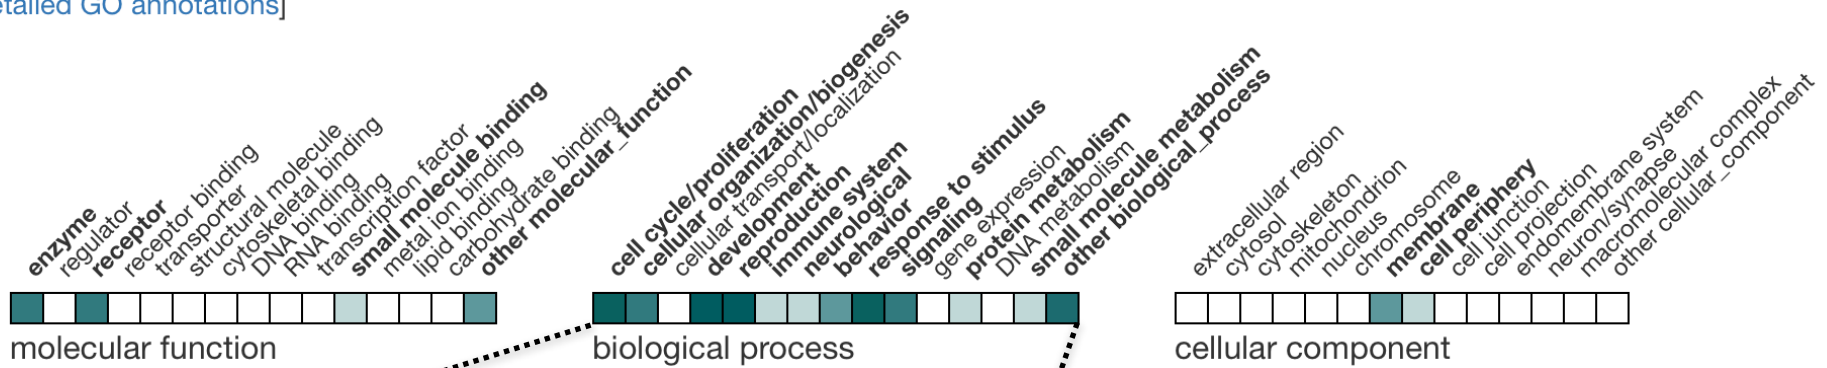 etailed GO annotations]
enzyme
regulator
receptor
receptor binding
transporter
structural molecule
cytoskeletal binding
DNA binding
RNA binding
transcription factor
small molecule binding
metal ion binding
lipid binding
carbohydrate binding
other molecular_function
molecular function
cell cycle/proliferation
cellular organization/biogenesis
cellular transport/localization
development
reproduction
immune system
neurological
behavior
response to stimulus
signaling
gene expression
protein metabolism
DNA metabolism
small molecule metabolism
other biological_process
biological process
extracellular region
cytosol
cytoskeleton
mitochondrion
nucleus
chromosome
membrane
cell periphery
cell junction
cell projection
endomembrane system
neuron/synapse
macromolecular complex
other cellular_component
cellular component